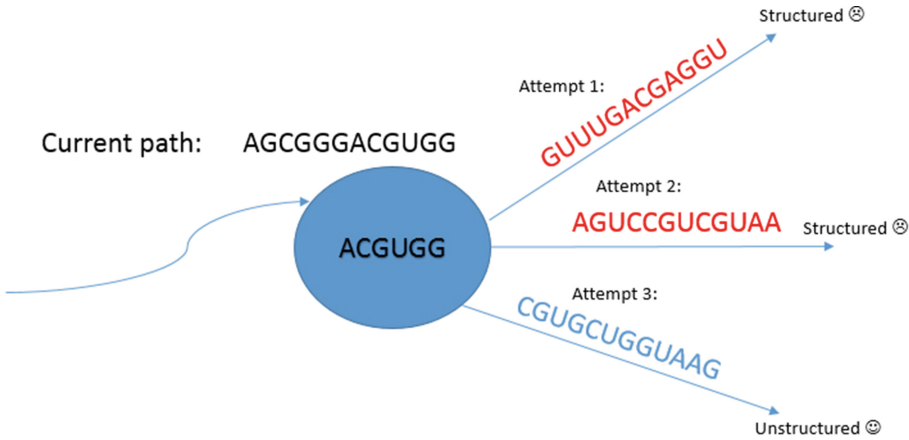 Structured ☹
Attempt 1:
GUUUGACGAGGU
Current path: AGCGGGACGUGG
Attempt 2:
AGUCCGUCGUAA
Structured ☹
ACGUGG
Attempt 3:
CGUGCUGGUAAG
Unstructured ☺